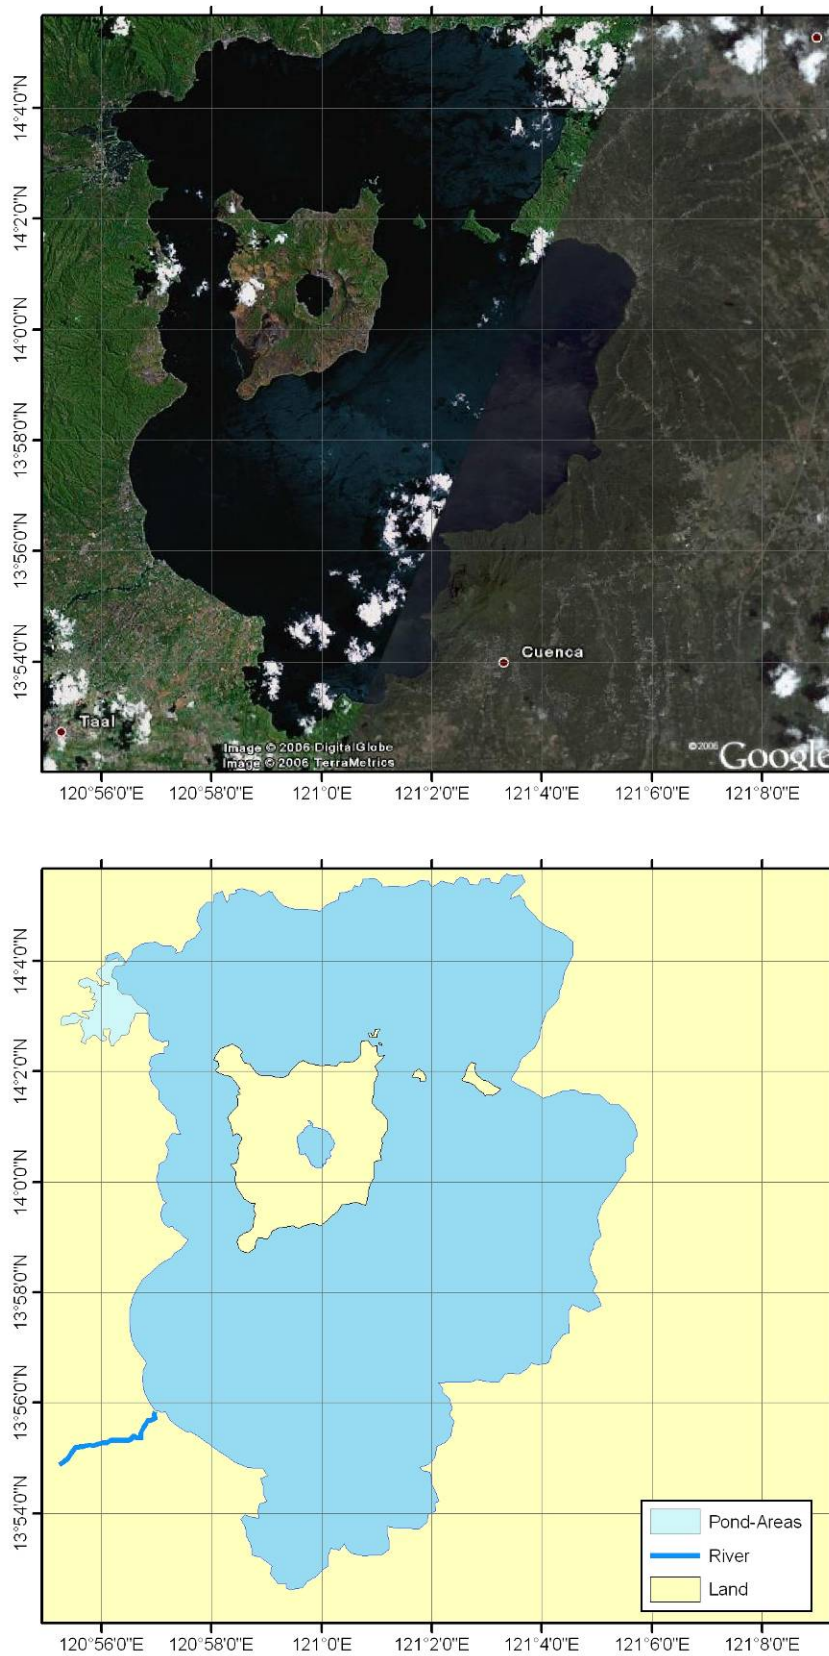 14°4'0"N
14°2'0"N
14°0'0"N
13°58'0"N
13°56'0"N
13°54'0"N
Cuenca
Taal
Image © 2006 DigitalGlobe
Image © 2006 TerraMetrics
©2006 Google
120°56'0"E 120°58'0"E 121°0'0"E 121°2'0"E 121°4'0"E 121°6'0"E 121°8'0"E
14°4'0"N
14°2'0"N
14°0'0"N
13°58'0"N
13°56'0"N
13°54'0"N
Pond-Areas
River
Land
120°56'0"E 120°58'0"E 121°0'0"E 121°2'0"E 121°4'0"E 121°6'0"E 121°8'0"E